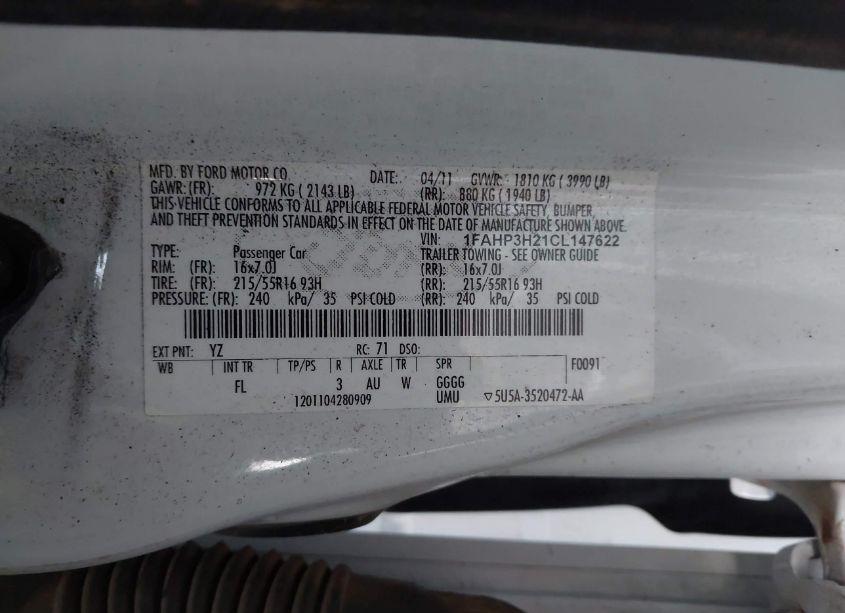 MFD. BY FORD MOTOR CO. DATE: 04/11 GVWR: 1810 KG ( 3990 LB)
GAWR: (FR): 972 KG ( 2143 LB) (RR): 880 KG ( 1940 LB)
THIS VEHICLE CONFORMS TO ALL APPLICABLE FEDERAL MOTOR VEHICLE SAFETY, BUMPER,
AND THEFT PREVENTION STANDARDS IN EFFECT ON THE DATE OF MANUFACTURE SHOWN ABOVE.
VIN: 1FAHP3H21CL147622
TYPE: Passenger Car TRAILER TOWING - SEE OWNER GUIDE
RIM: (FR): 16x7.0J (RR): 16x7.0J
TIRE: (FR): 215/55R16 93H (RR): 215/55R16 93H
PRESSURE: (FR): 240 kPa/ 35 PSI COLD (RR): 240 kPa/ 35 PSI COLD
EXT PNT: YZ RC: 71 DSO:
WB INT TR TP/PS R AXLE TR SPR F0091
FL 3 AU W GGGG
1201104280909 UMU ▽5U5A-3520472-AA